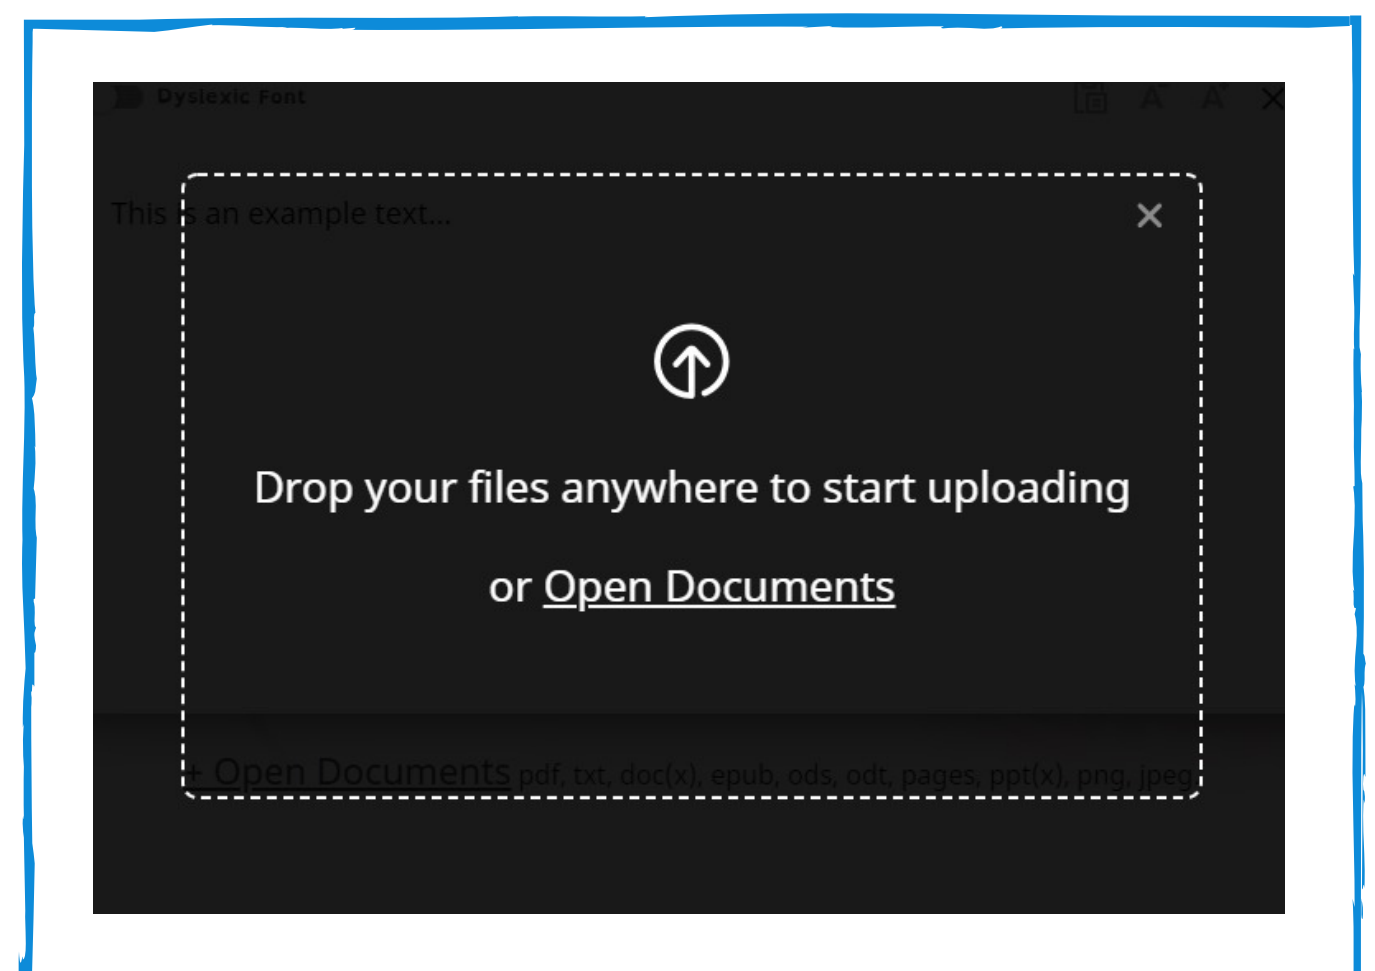 Dyslexic Font
This is an example text...
Drop your files anywhere to start uploading
or Open Documents
+ Open Documents pdf, txt, doc(x), epub, ods, odt, pages, ppt(x), png, jpeg.